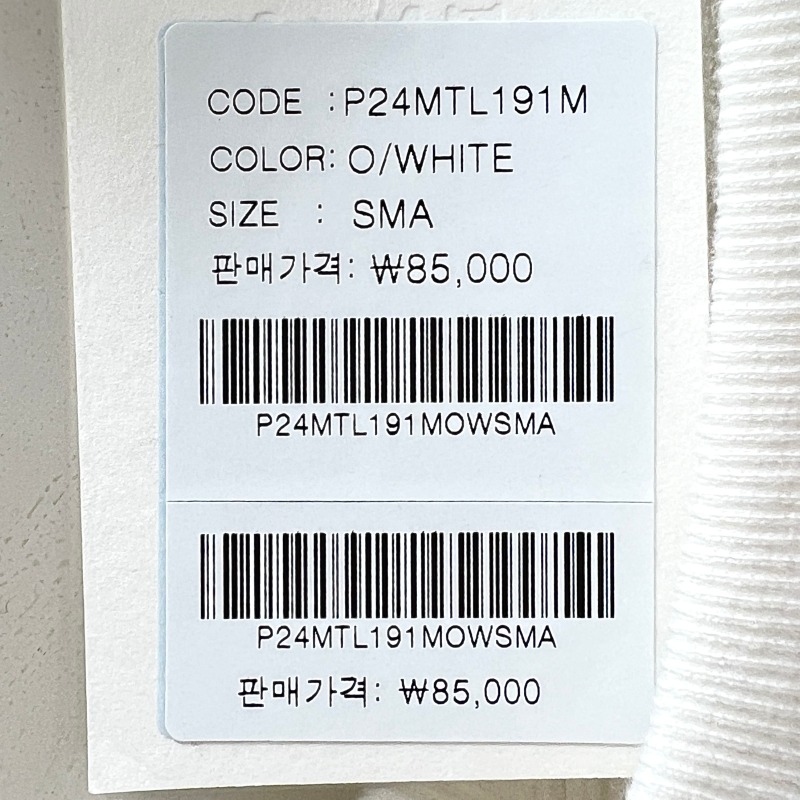 CODE :P24MTL191M
COLOR: O/WHITE
SIZE : SMA
판매가격: ₩85,000
P24MTL191MOWSMA
P24MTL191MOWSMA
판매가격: ₩85,000